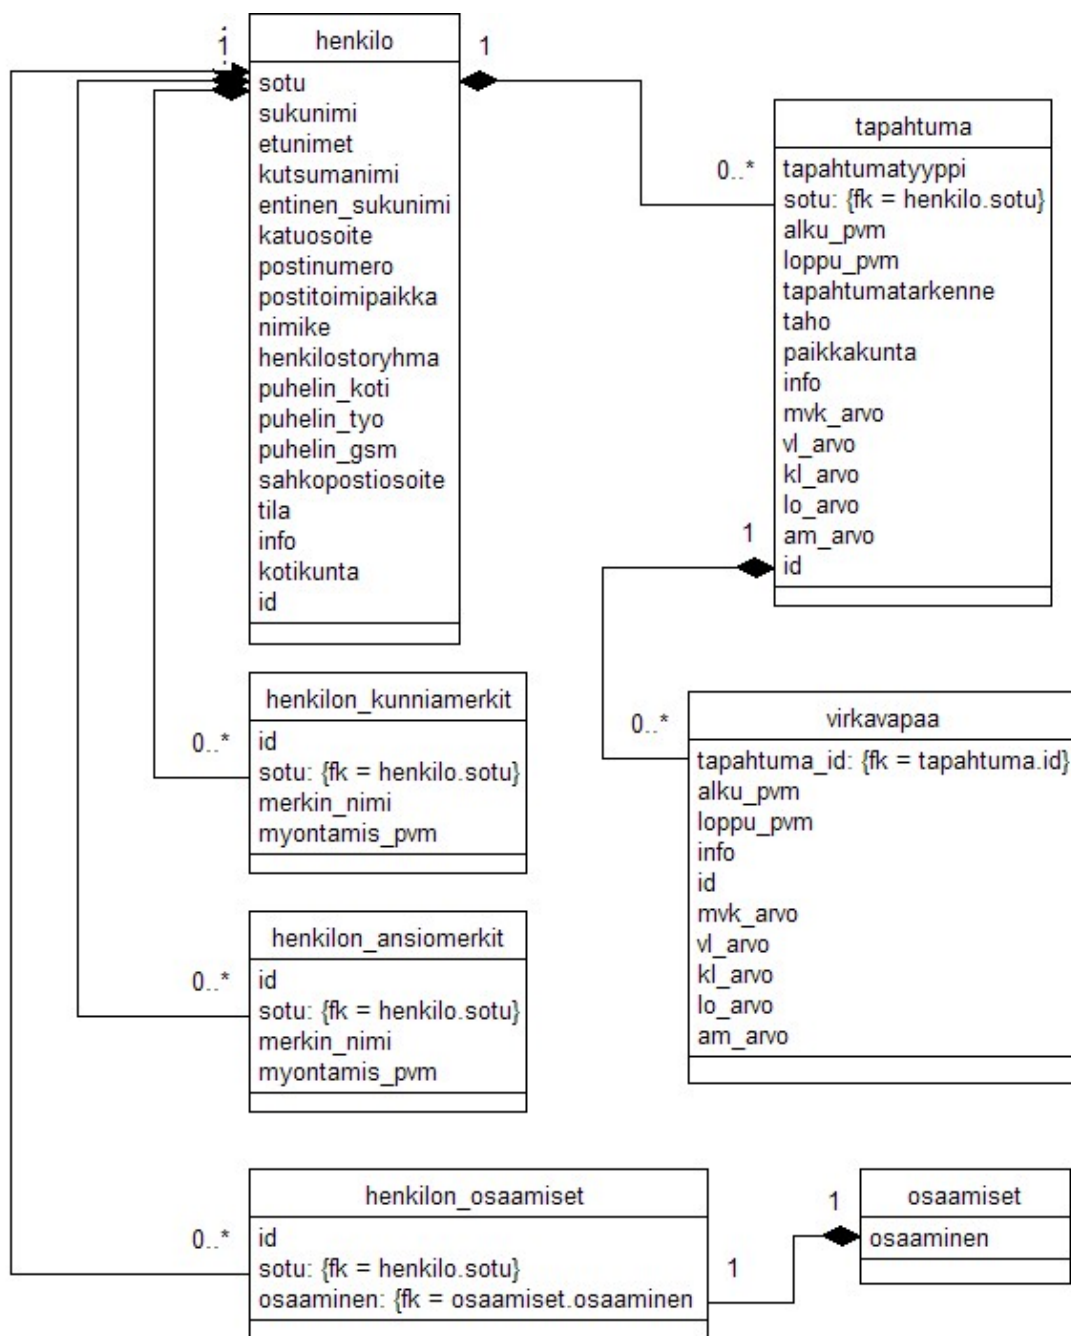 1
henkilo
sotu
sukunimi
etunimet
kutsumanimi
entinen_sukunimi
katuosoite
postinumero
postitoimipaikka
nimike
henkilostoryhma
puhelin_koti
puhelin_tyo
puhelin_gsm
sahkopostiosoite
tila
info
kotikunta
id
1
0..*
tapahtuma
tapahtumatyyppi
sotu: {fk = henkilo.sotu}
alku_pvm
loppu_pvm
tapahtumatarkenne
taho
paikkakunta
info
mvk_arvo
vl_arvo
kl_arvo
lo_arvo
am_arvo
id
1
0..*
virkavapaa
tapahtuma_id: {fk = tapahtuma.id}
alku_pvm
loppu_pvm
info
id
mvk_arvo
vl_arvo
kl_arvo
lo_arvo
am_arvo
henkilon_kunniamerkit
0..*
id
sotu: {fk = henkilo.sotu}
merkin_nimi
myontamis_pvm
henkilon_ansiomerkit
0..*
id
sotu: {fk = henkilo.sotu}
merkin_nimi
myontamis_pvm
henkilon_osaamiset
0..*
id
sotu: {fk = henkilo.sotu}
osaaminen: {fk = osaamiset.osaaminen
1
1
osaamiset
osaaminen